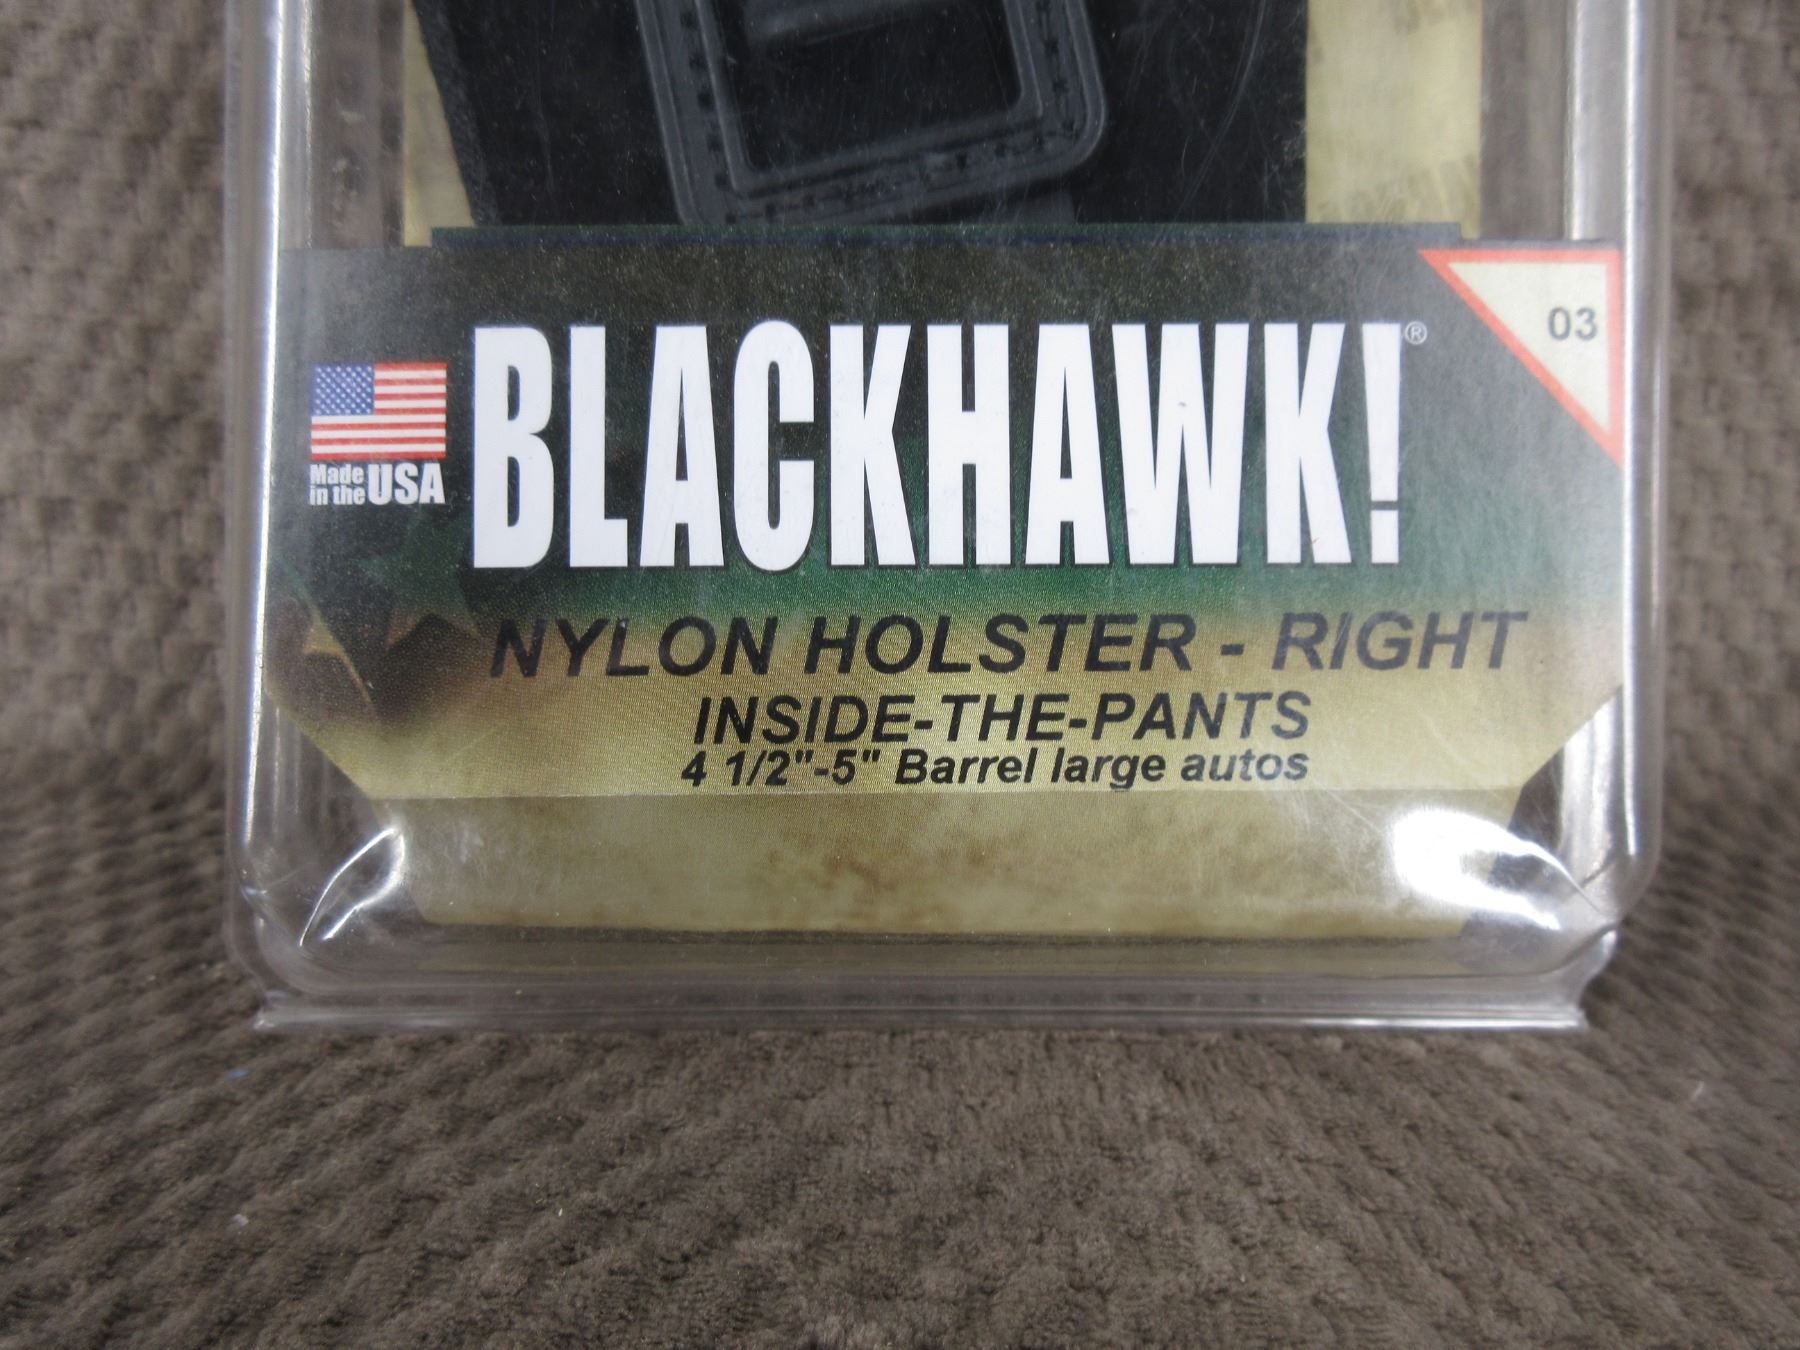 03
BLACKHAWK!®
Made
in the USA
NYLON HOLSTER - RIGHT
INSIDE-THE-PANTS
4 1/2"-5" Barrel large autos